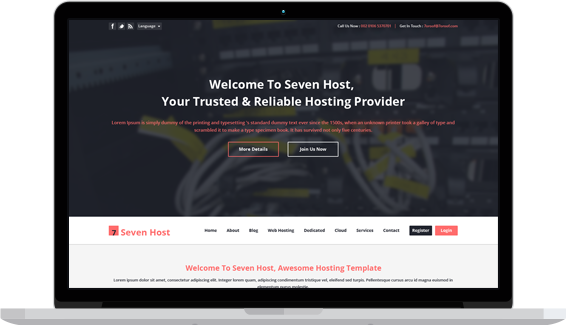 Language
Call Us Now :
Get In Touch :
Welcome To Seven Host,
Your Trusted & Reliable Hosting Provider
Lorem Ipsum is simply dummy of the printing and typesetting 's standard dummy text ever since the 1500s, when an unknown printer took a galley of type and
scrambled it to make a type specimen book. It has survived not only five centuries.
More Details
Join Us Now
7 Seven Host
Home
About
Blog
Web Hosting
Dedicated
Cloud
Services
Contact
Register
Login
Welcome To Seven Host, Awesome Hosting Template
Lorem ipsum dolor sit amet, consectetur adipiscing elit. Integer lorem quam, adipiscing condimentum tristique vel, eleifend sed turpis. Pellentesque cursus arcu id magna euismod in
elementum purus molestie.